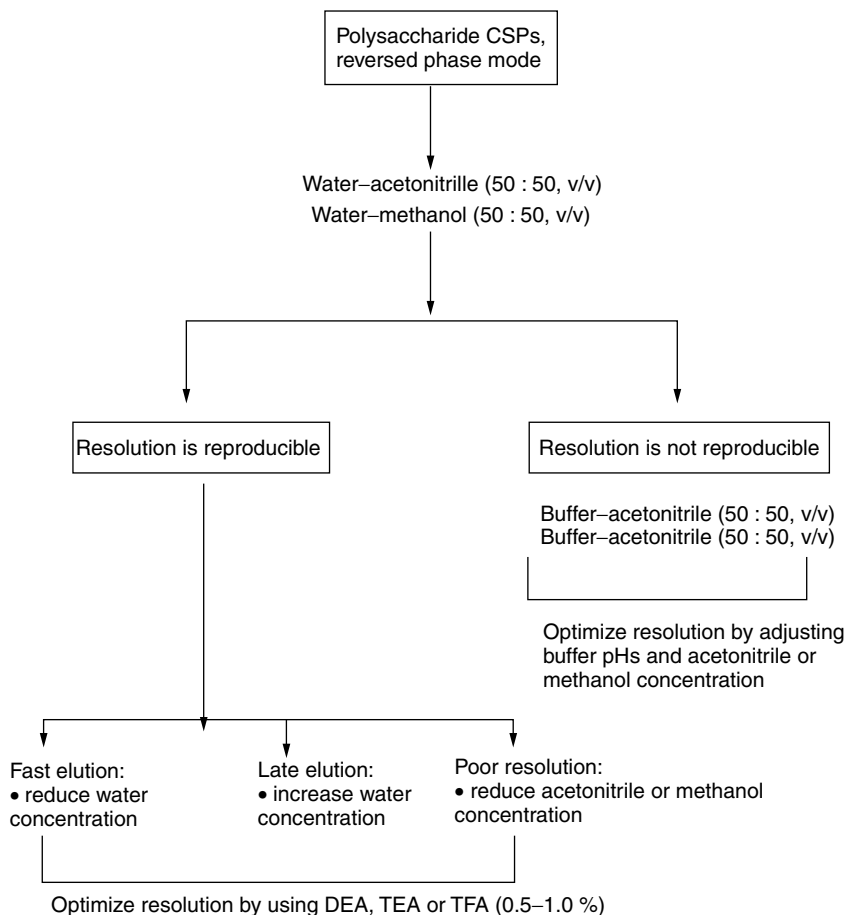 Polysaccharide CSPs,
reversed phase mode
Water–acetonitrille (50 : 50, v/v)
Water–methanol (50 : 50, v/v)
Resolution is reproducible
Resolution is not reproducible
Buffer–acetonitrile (50 : 50, v/v)
Buffer–acetonitrile (50 : 50, v/v)
Optimize resolution by adjusting
buffer pHs and acetonitrile or
methanol concentration
Fast elution:
• reduce water
concentration
Late elution:
• increase water
concentration
Poor resolution:
• reduce acetonitrile or methanol
concentration
Optimize resolution by using DEA, TEA or TFA (0.5–1.0 %)